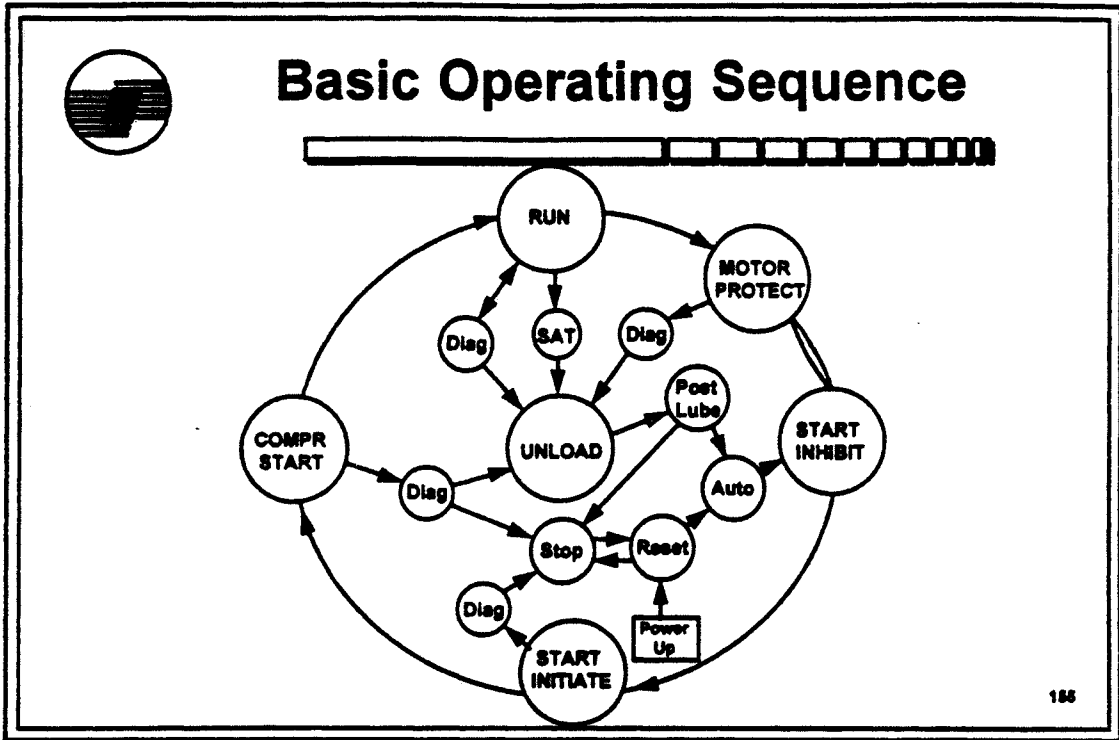 Basic Operating Sequence
RUN
MOTOR
PROTECT
Diag
SAT
Diag
Post
Lube
COMPR
START
UNLOAD
START
INHIBIT
Diag
Auto
Stop
Reset
Diag
Power
Up
START
INITIATE
155